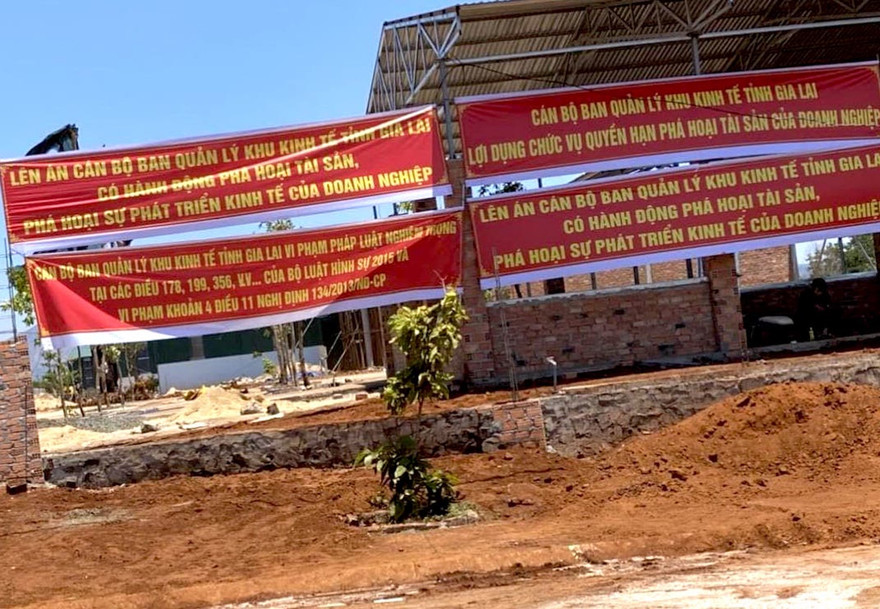 LÊN ÁN CÁN BỘ BAN QUẢN LÝ KHU KINH TẾ TỈNH GIA LAI
CÓ HÀNH ĐỘNG PHÁ HOẠI TÀI SẢN,
PHÁ HOẠI SỰ PHÁT TRIỂN KINH TẾ CỦA DOANH NGHIỆP
CÁN BỘ BAN QUẢN LÝ KHU KINH TẾ TỈNH GIA LAI
LỢI DỤNG CHỨC VỤ QUYỀN HẠN PHÁ HOẠI TÀI SẢN CỦA DOANH NGHIỆP
CÁN BỘ BAN QUẢN LÝ KHU KINH TẾ TỈNH GIA LAI VI PHẠM PHÁP LUẬT NGHIÊM TRỌNG
TẠI CÁC ĐIỀU 178, 199, 356, KV... CỦA BỘ LUẬT HÌNH SỰ 2015 VÀ
VI PHẠM KHOẢN 4 ĐIỀU 11 NGHỊ ĐỊNH 134/2013/NĐ-CP
LÊN ÁN CÁN BỘ BAN QUẢN LÝ KHU KINH TẾ TỈNH GIA LAI
CÓ HÀNH ĐỘNG PHÁ HOẠI TÀI SẢN,
PHÁ HOẠI SỰ PHÁT TRIỂN KINH TẾ CỦA DOANH NGHIỆP